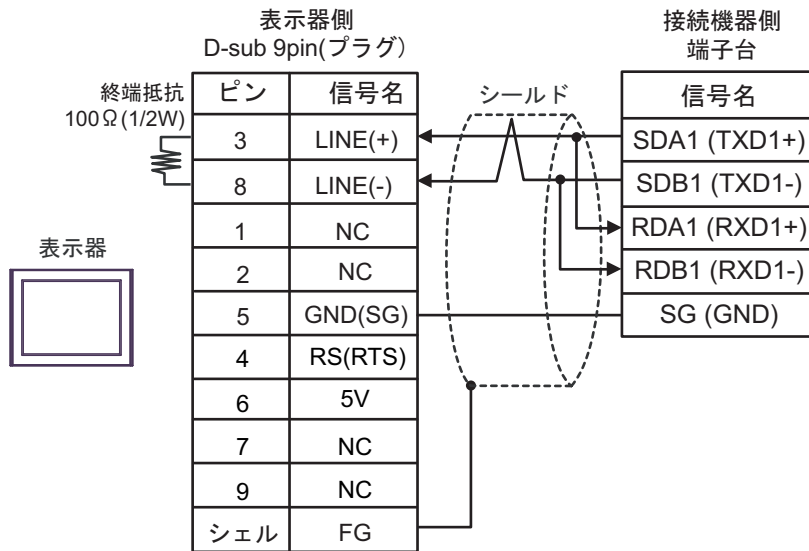 表示器側
D-sub 9pin(プラグ)
接続機器側
端子台
終端抵抗
100Ω(1/2W)
表示器
ピン 信号名
3 LINE(+)
8 LINE(-)
1 NC
2 NC
5 GND(SG)
4 RS(RTS)
6 5V
7 NC
9 NC
シェル FG
シールド
信号名
SDA1 (TXD1+)
SDB1 (TXD1-)
RDA1 (RXD1+)
RDB1 (RXD1-)
SG (GND)